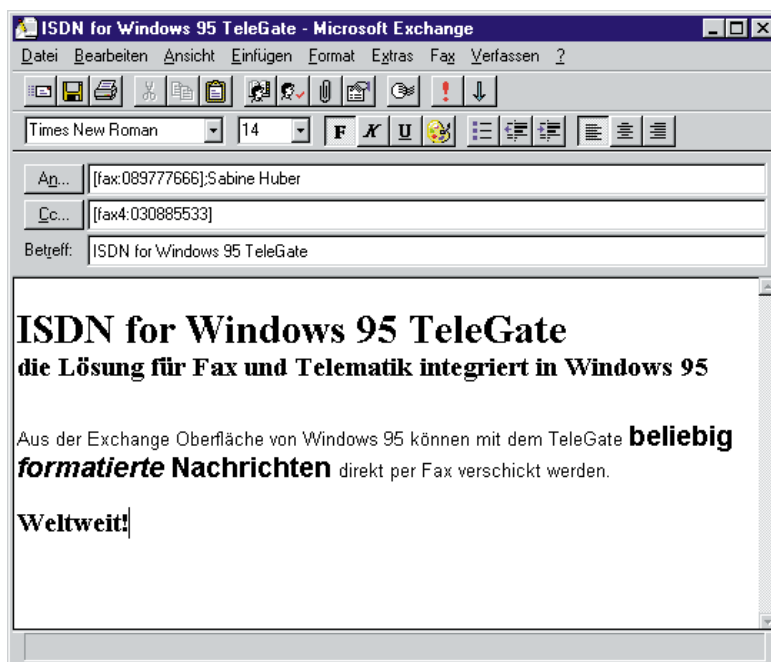 ISDN for Windows 95 TeleGate - Microsoft Exchange
Datei Bearbeiten Ansicht Einfügen Format Extras Fax Verfassen ?
Times New Roman 14 F K U
An... [fax:089777666];Sabine Huber
Cc... [fax4:030885533]
Betreff: ISDN for Windows 95 TeleGate
ISDN for Windows 95 TeleGate
die Lösung für Fax und Telematik integriert in Windows 95
Aus der Exchange Oberfläche von Windows 95 können mit dem TeleGate beliebig
formatierte Nachrichten direkt per Fax verschickt werden.
Weltweit!